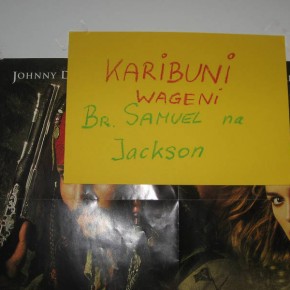 JOHNNY D
KARIBUNI
WAGENI
BR. SAMUEL na
Jackson